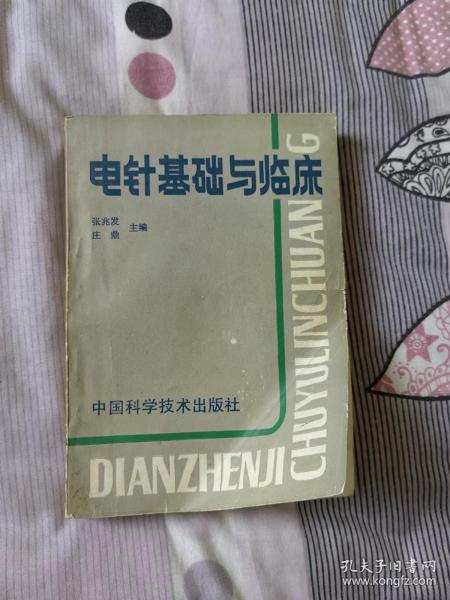 电针基础与临床
张兆发
庄鼎 主编
中国科学技术出版社
DIANZHENJI
CHUYULINCHUANG
孔夫子旧书网
www.kongfz.com